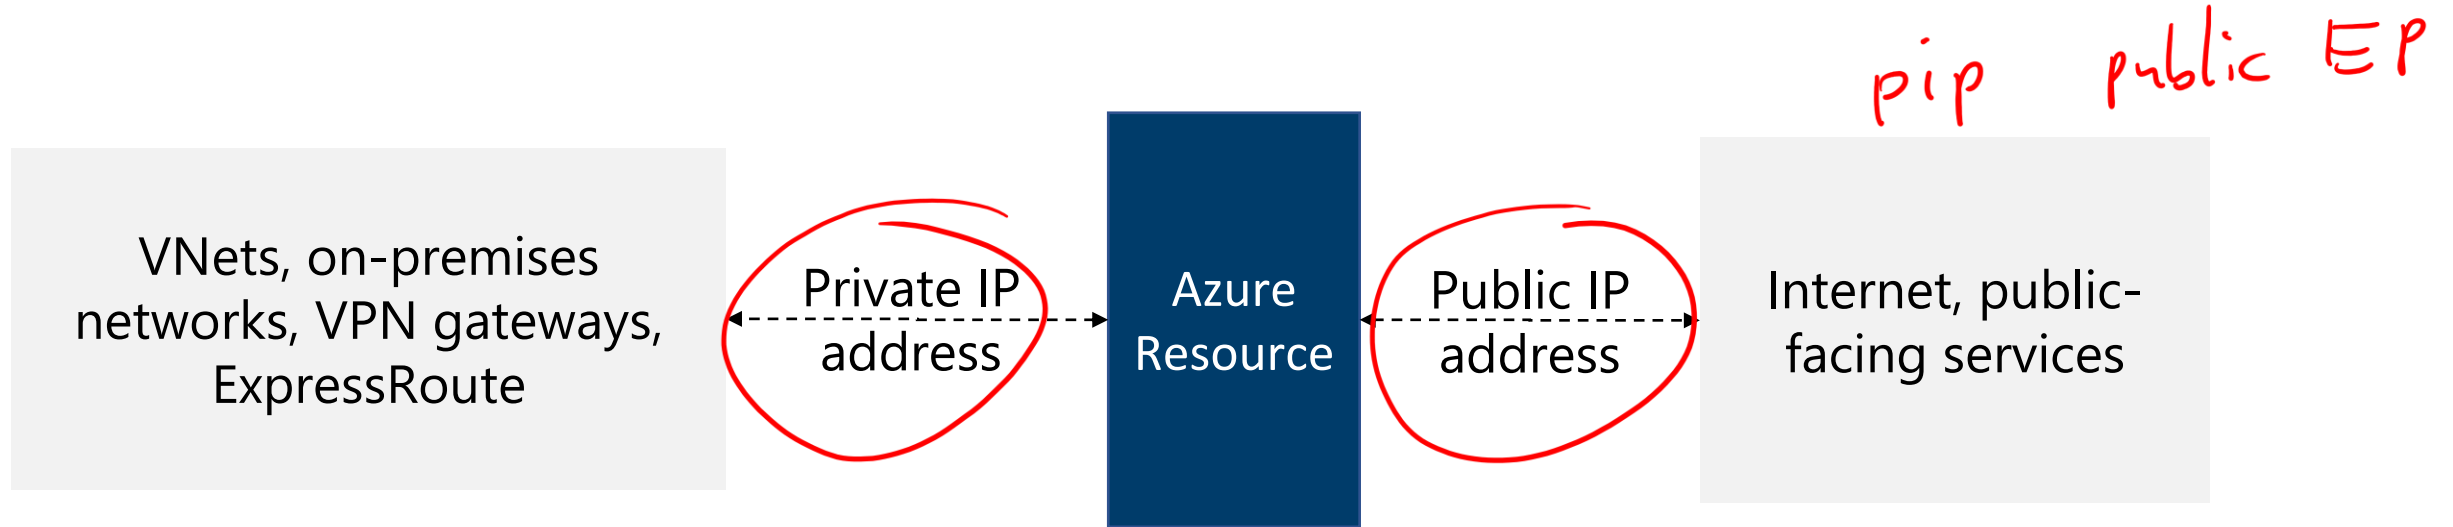 pip public EP
VNets, on-premises
networks, VPN gateways,
ExpressRoute
Private IP
address
Azure
Resource
Public IP
address
Internet, public-
facing services